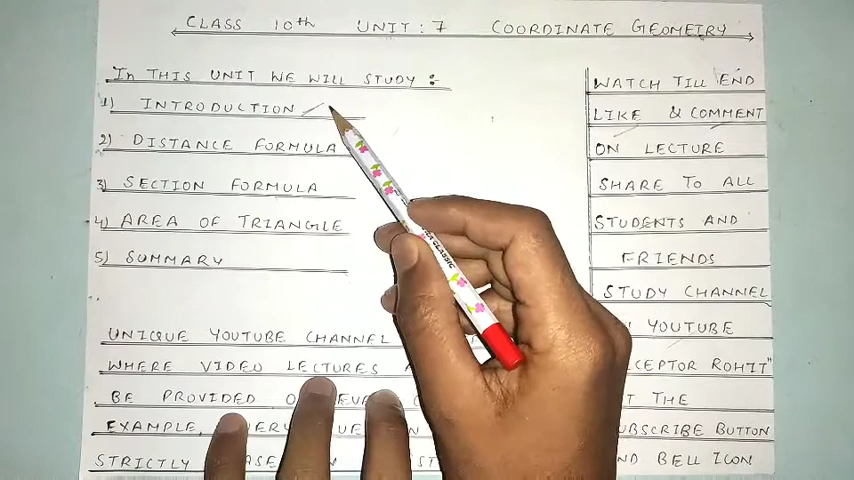 CLASS 10th UNIT : 7 COORDINATE GEOMETRY
In THIS UNIT WE WILL STUDY :-
1) INTRODUCTION
2) DISTANCE FORMULA
3) SECTION FORMULA
4) AREA OF TRIANGLE
5) SUMMARY
UNIQUE YOUTUBE CHANNEL
WHERE VIDEO LECTURES
BE PROVIDED
EXAMPLE,
STRICTLY
WATCH TILL END
LIKE & COMMENT
ON LECTURE
SHARE TO ALL
STUDENTS AND
FRIENDS
STUDY CHANNEL
YOUTUBE
CEPTOR ROHIT"
THE
UBSCRIBE BUTTON
ND BELL ICON